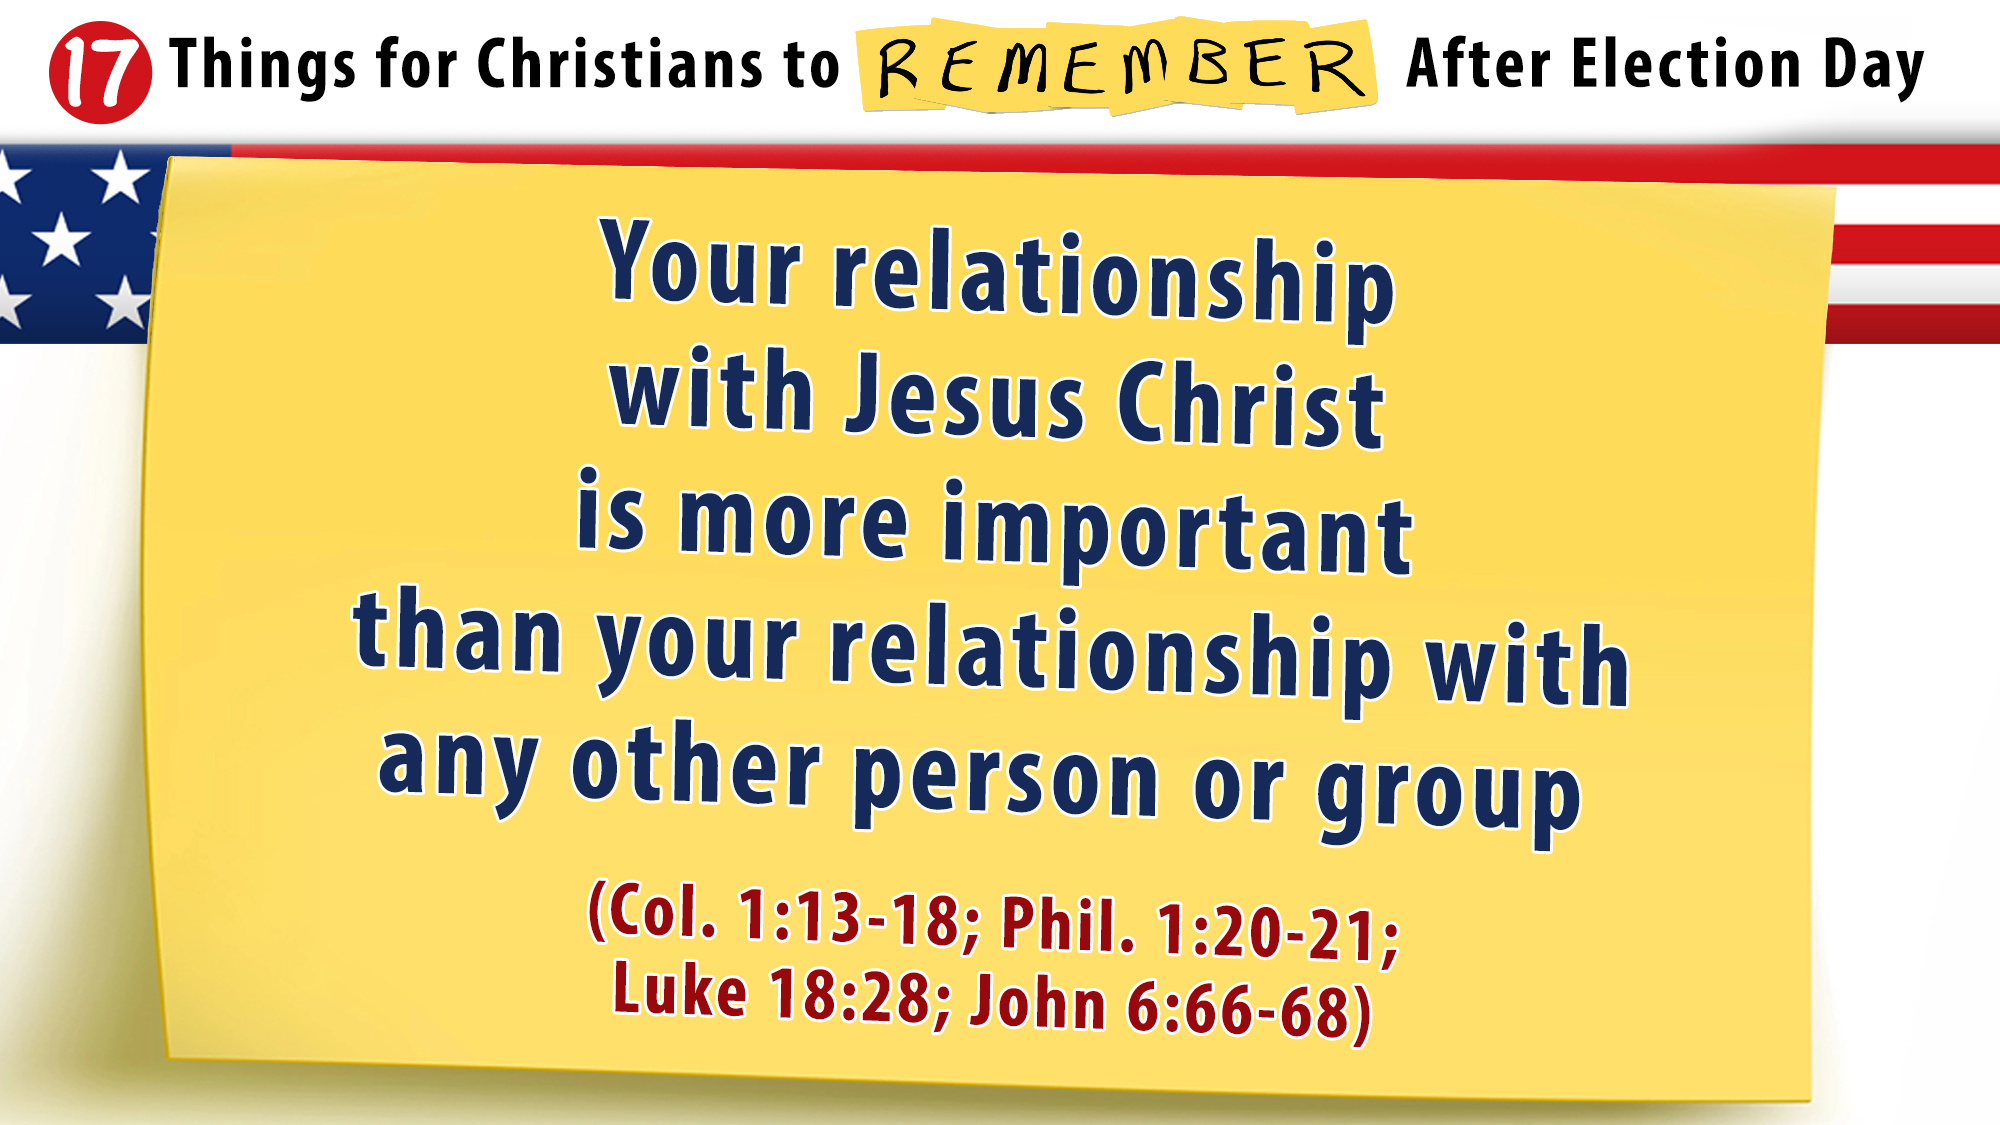 17 Things for Christians to REMEMBER After Election Day
Your relationship
with Jesus Christ
is more important
than your relationship with
any other person or group
(Col. 1:13-18; Phil. 1:20-21;
Luke 18:28; John 6:66-68)